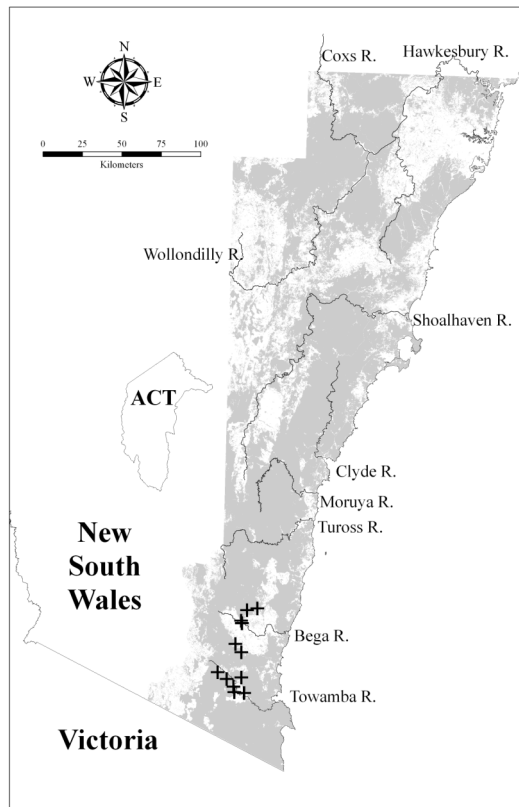 Coxs R.
Hawkesbury R.
N
W E
S
0 25 50 75 100
Kilometers
Wollondilly R.
Shoalhaven R.
ACT
Clyde R.
Moruya R.
Tuross R.
New
South
Wales
Bega R.
Towamba R.
Victoria